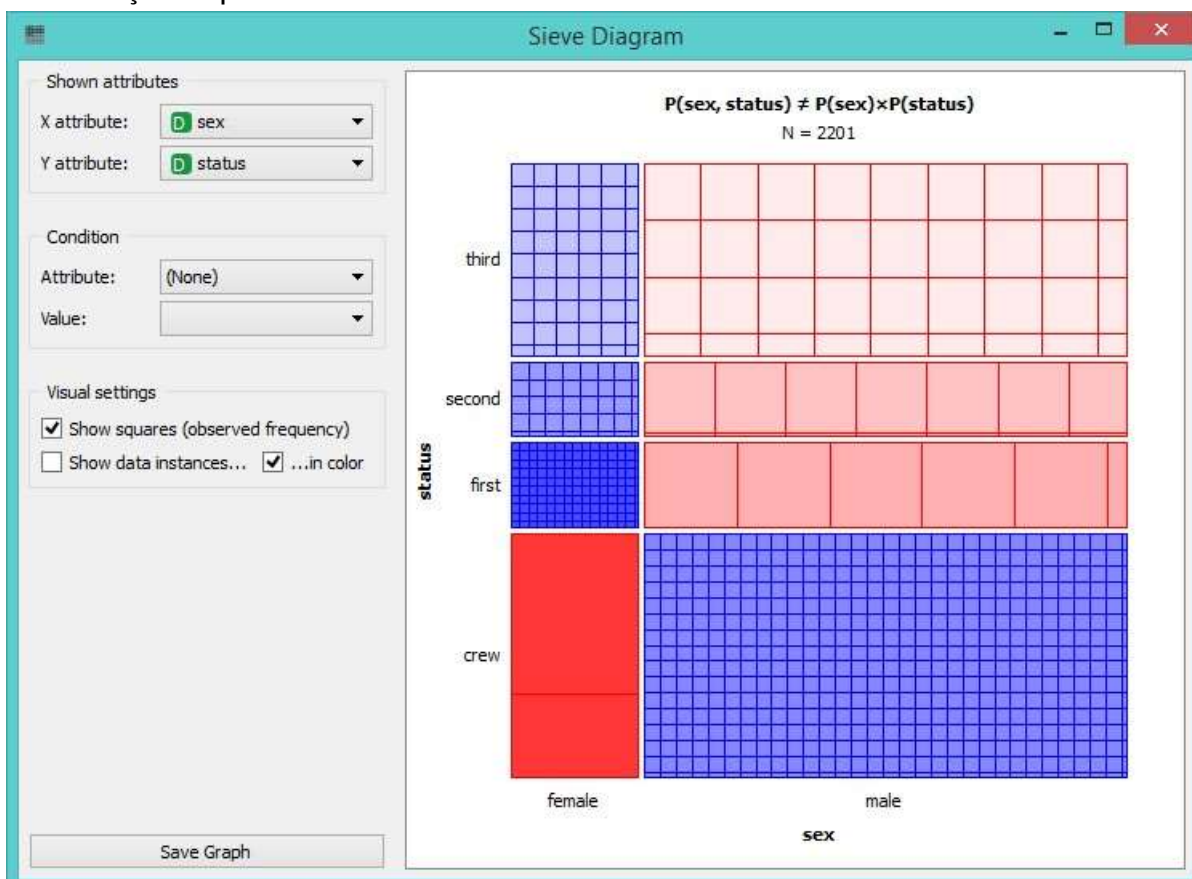 Sieve Diagram
Shown attributes
X attribute:
D sex
Y attribute:
D status
Condition
Attribute:
(None)
Value:
Visual settings
Show squares (observed frequency)
Show data instances...
...in color
Save Graph
P(sex, status) ≠ P(sex)×P(status)
N = 2201
third
second
first
crew
status
female
male
sex